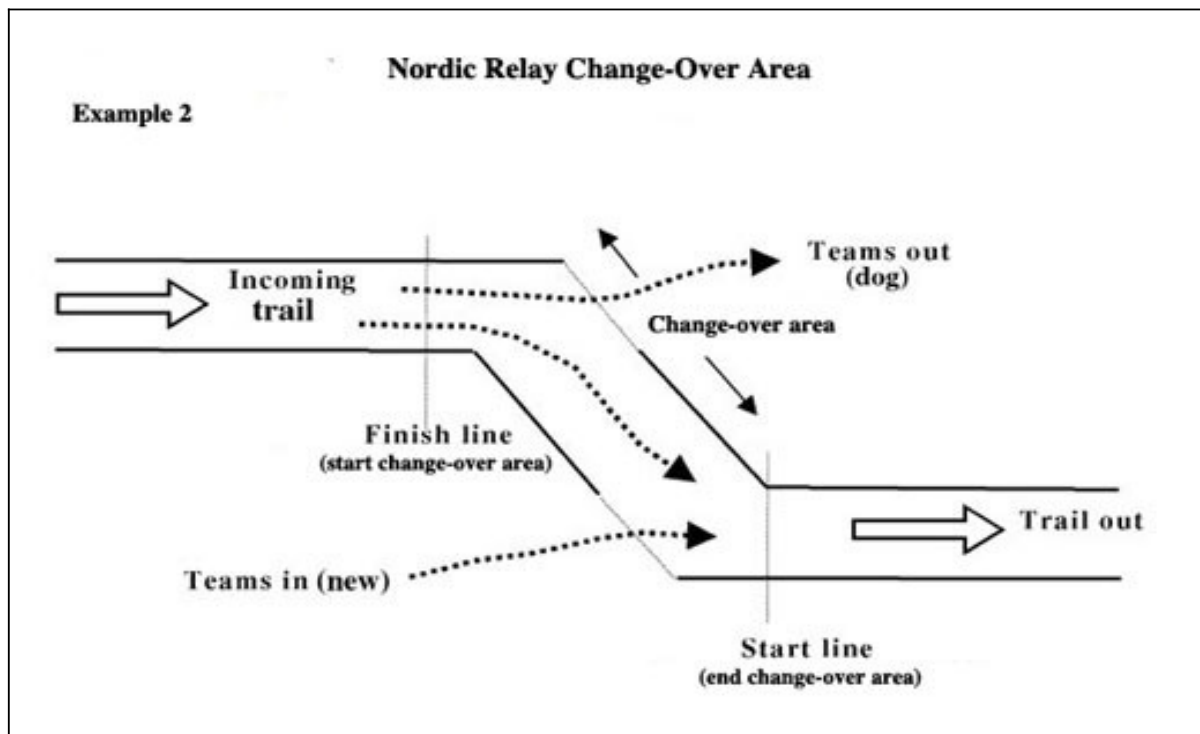 Nordic Relay Change-Over Area
Example 2
Teams out
(dog)
Incoming
trail
Change-over area
Finish line
(start change-over area)
Trail out
Teams in (new)
Start line
(end change-over area)